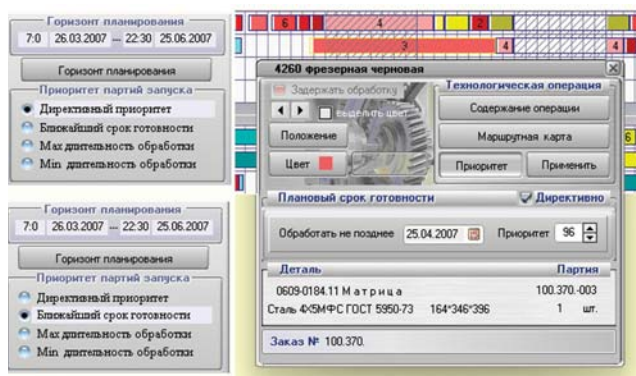 Горизонт планирования
7:0 26.03.2007 -- 22:30 25.06.2007
Горизонт планирования
Приоритет партий запуска
Директивный приоритет
Ближайший срок готовности
Max длительность обработки
Min длительность обработки
Горизонт планирования
7:0 26.03.2007 -- 22:30 25.06.2007
Горизонт планирования
Приоритет партий запуска
Директивный приоритет
Ближайший срок готовности
Max длительность обработки
Min длительность обработки
6 4 2
3 4 4
6
4260 фрезерная черновая
Задержать обработку
выделить цвет
Положение
Цвет
Технологическая операция
Содержание операции
Маршрутная карта
Приоритет Применить
Плановый срок готовности Директивно
Обработать не позднее 25.04.2007 Приоритет 96
Деталь Партия
0609-0184.11 Матрица 100.370.-003
Сталь 4Х5МФС ГОСТ 5950-73 164*346*396 1 шт.
Заказ № 100.370.